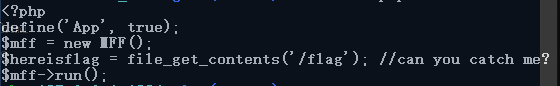 <?php
define('App', true);
$mff = new MFF();
$hereisflag = file_get_contents('/flag'); //can you catch me?
$mff->run();